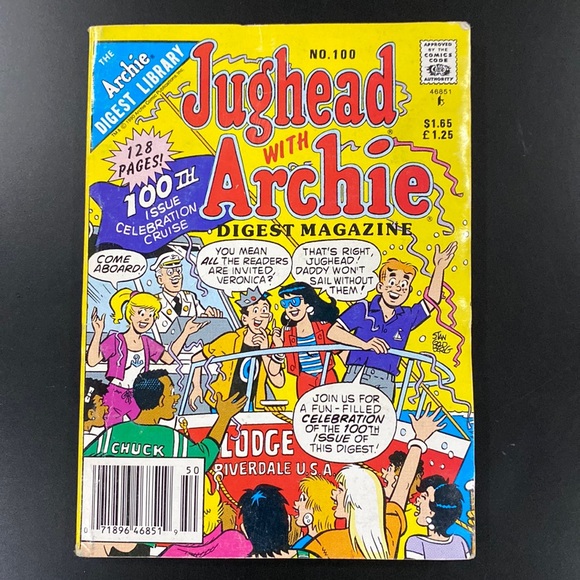 THE
Archie
DIGEST LIBRARY
Jughead
WITH
Archie
DIGEST MAGAZINE
NO. 100
APPROVED
BY THE
COMICS
CODE
AUTHORITY
46851
$1.65
£1.25
128
PAGES!
100TH
ISSUE
CELEBRATION
CRUISE
COME
ABOARD!
YOU MEAN
ALL THE READERS
ARE INVITED,
VERONICA?
THAT'S RIGHT,
JUGHEAD!
DADDY WON'T
SAIL WITHOUT
THEM!
STAN
GOLD
BERG
JOIN US FOR
A FUN-FILLED
CELEBRATION
OF THE 100TH
ISSUE OF
THIS DIGEST!
CHUCK
LODGE
RIVERDALE U.S.A.
50
0 71896 46851 9